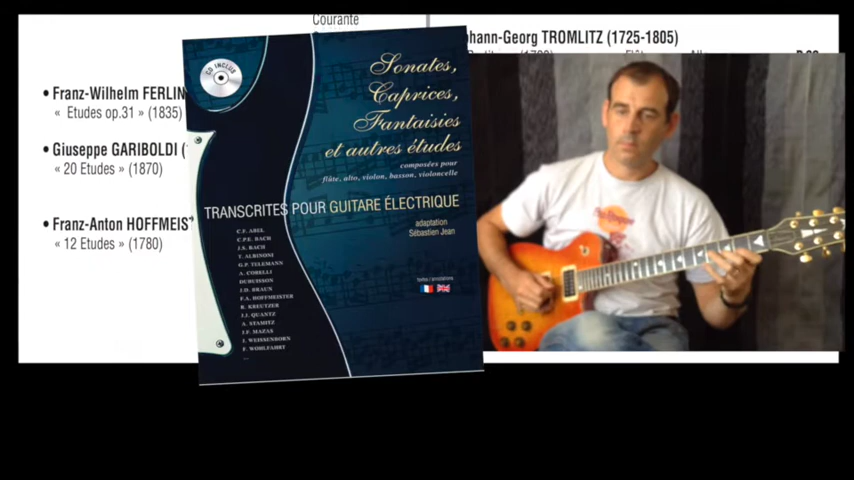 Courante
• Franz-Wilhelm FERLIN
« Etudes op.31 » (1835)
• Giuseppe GARIBOLDI (
« 20 Etudes » (1870)
• Franz-Anton HOFFMEIS
« 12 Etudes » (1780)
ohann-Georg TROMLITZ (1725-1805)
CD INCLUS
Sonates,
Caprices,
Fantaisies
et autres études
composées pour
flûte, alto, violon, basson, violoncelle
TRANSCRITES POUR GUITARE ÉLECTRIQUE
adaptation
Sébastien Jean
C.F. ABEL
C.P.E. BACH
J.S. BACH
T. ALBINONI
G.P. TELEMANN
A. CORELLI
DUBUISSON
J.D. BRAUN
F.A. HOFFMEISTER
R. KREUTZER
J.J. QUANTZ
A. STAMITZ
J.F. MAZAS
J. WEISSENBORN
F. WOHLFAHRT
...
textes / annotations